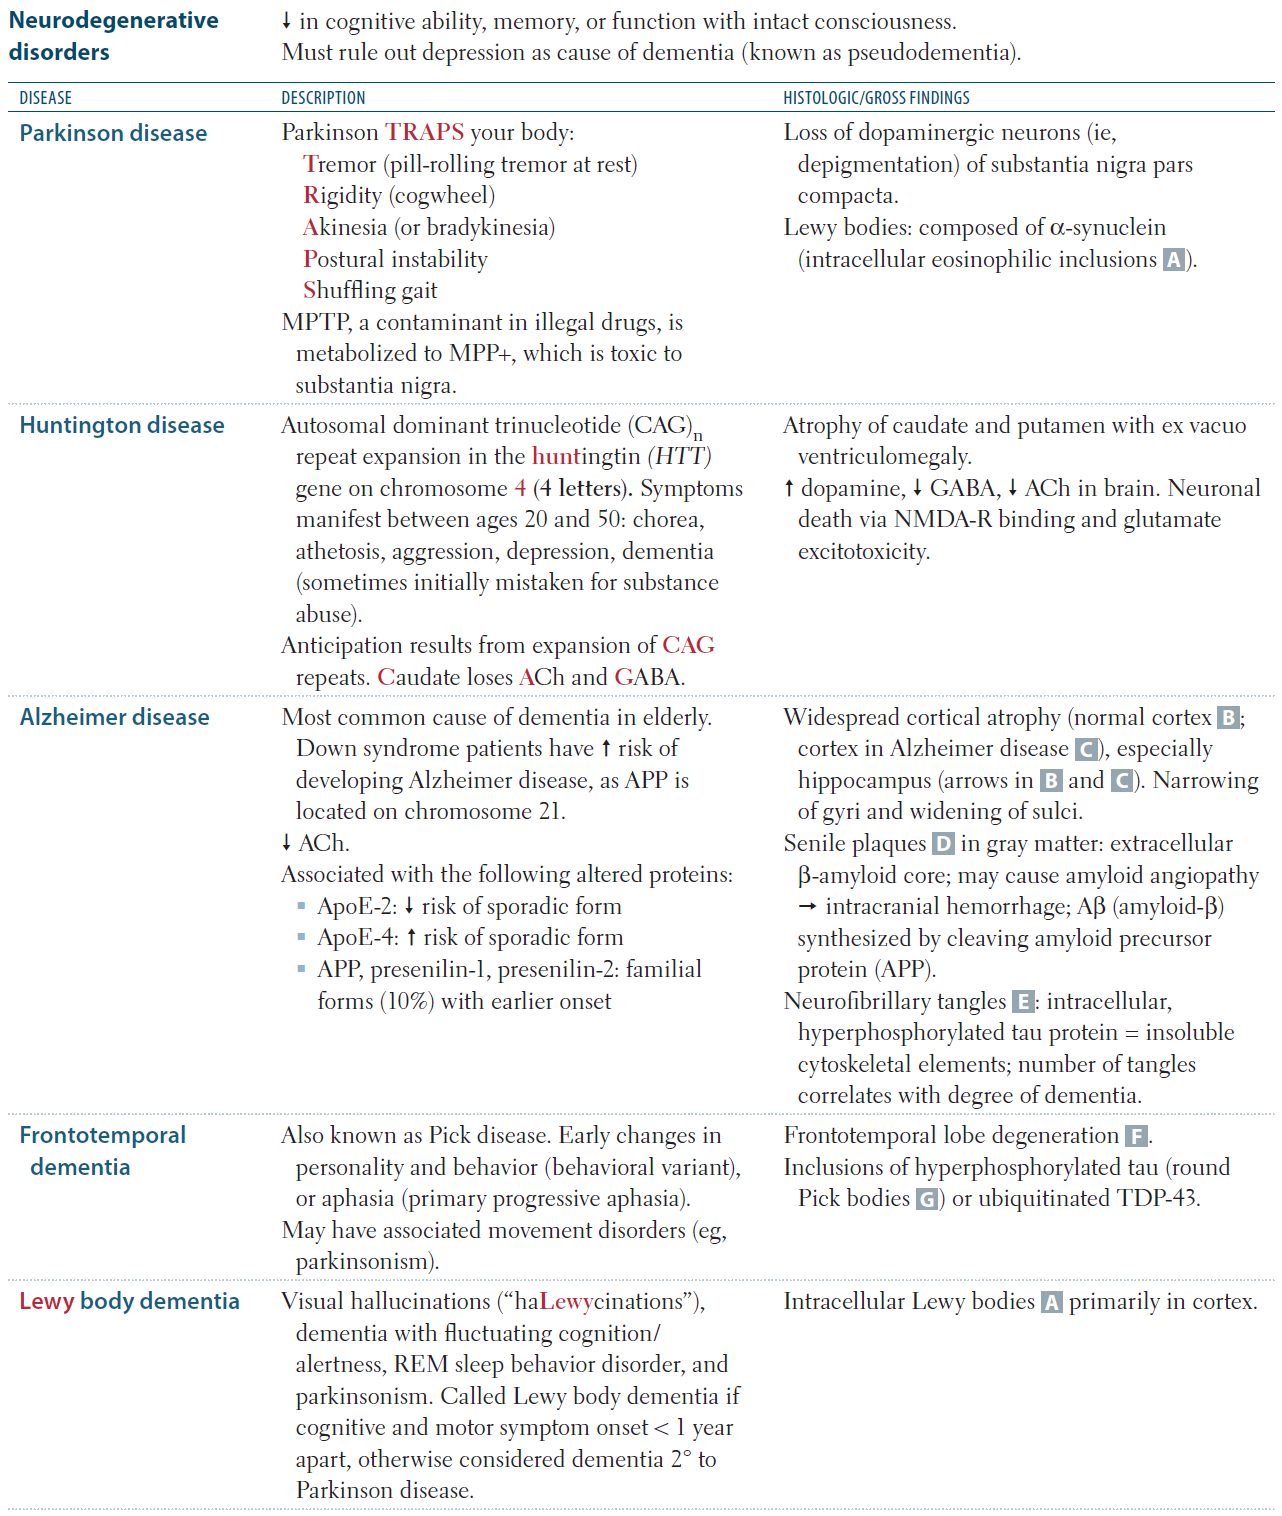 Neurodegenerative disorders
↓ in cognitive ability, memory, or function with intact consciousness.
Must rule out depression as cause of dementia (known as pseudodementia).
DISEASE
DESCRIPTION
HISTOLOGIC/GROSS FINDINGS
Parkinson disease
Parkinson TRAPS your body:
Tremor (pill-rolling tremor at rest)
Rigidity (cogwheel)
Akinesia (or bradykinesia)
Postural instability
Shuffling gait
MPTP, a contaminant in illegal drugs, is
metabolized to MPP+, which is toxic to
substantia nigra.
Loss of dopaminergic neurons (ie,
depigmentation) of substantia nigra pars
compacta.
Lewy bodies: composed of α-synuclein
(intracellular eosinophilic inclusions A).
Huntington disease
Autosomal dominant trinucleotide (CAG)n
repeat expansion in the huntingtin (HTT)
gene on chromosome 4 (4 letters). Symptoms
manifest between ages 20 and 50: chorea,
athetosis, aggression, depression, dementia
(sometimes initially mistaken for substance
abuse).
Anticipation results from expansion of CAG
repeats. Caudate loses ACh and GABA.
Atrophy of caudate and putamen with ex vacuo
ventriculomegaly.
↑ dopamine, ↓ GABA, ↓ ACh in brain. Neuronal
death via NMDA-R binding and glutamate
excitotoxicity.
Alzheimer disease
Most common cause of dementia in elderly.
Down syndrome patients have ↑ risk of
developing Alzheimer disease, as APP is
located on chromosome 21.
↓ ACh.
Associated with the following altered proteins:
▪ ApoE-2: ↓ risk of sporadic form
▪ ApoE-4: ↑ risk of sporadic form
▪ APP, presenilin-1, presenilin-2: familial
forms (10%) with earlier onset
Widespread cortical atrophy (normal cortex B;
cortex in Alzheimer disease C), especially
hippocampus (arrows in B and C). Narrowing
of gyri and widening of sulci.
Senile plaques D in gray matter: extracellular
β-amyloid core; may cause amyloid angiopathy
→ intracranial hemorrhage; Aβ (amyloid-β)
synthesized by cleaving amyloid precursor
protein (APP).
Neurofibrillary tangles E: intracellular,
hyperphosphorylated tau protein = insoluble
cytoskeletal elements; number of tangles
correlates with degree of dementia.
Frontotemporal
dementia
Also known as Pick disease. Early changes in
personality and behavior (behavioral variant),
or aphasia (primary progressive aphasia).
May have associated movement disorders (eg,
parkinsonism).
Frontotemporal lobe degeneration F.
Inclusions of hyperphosphorylated tau (round
Pick bodies G) or ubiquitinated TDP-43.
Lewy body dementia
Visual hallucinations (“haLewycinations”),
dementia with fluctuating cognition/
alertness, REM sleep behavior disorder, and
parkinsonism. Called Lewy body dementia if
cognitive and motor symptom onset < 1 year
apart, otherwise considered dementia 2° to
Parkinson disease.
Intracellular Lewy bodies A primarily in cortex.